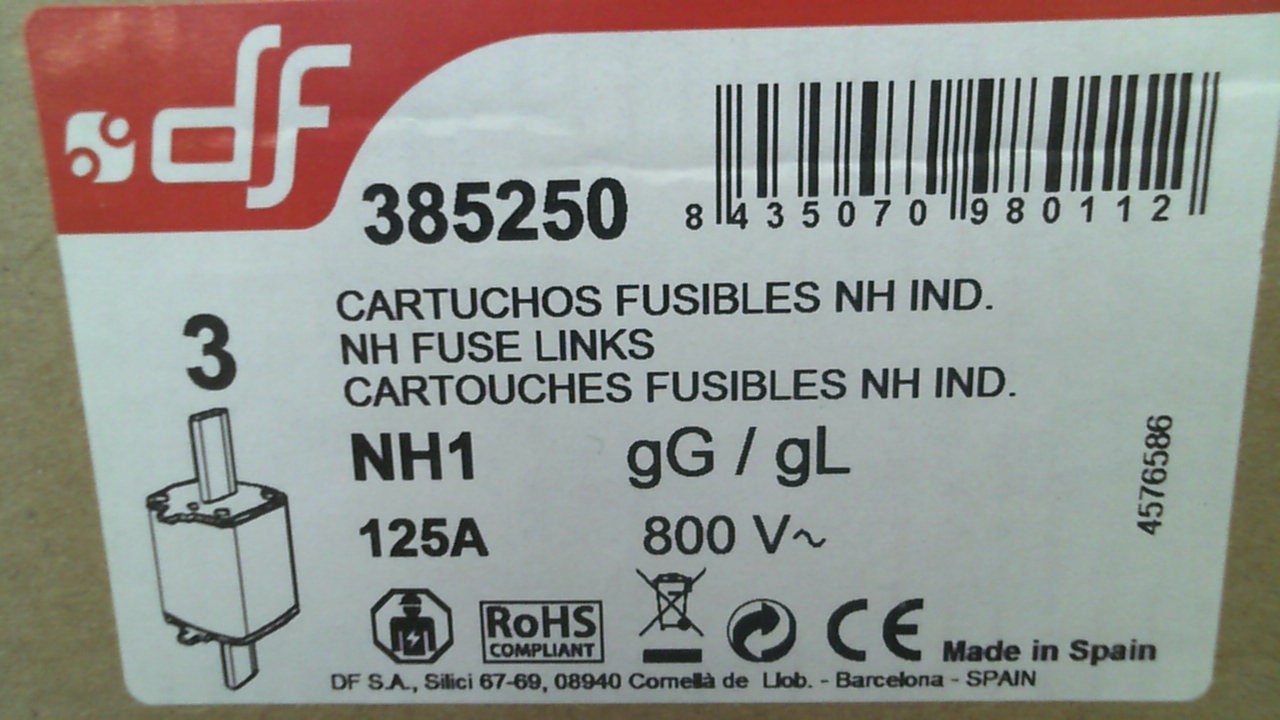 df
385250
8 435070 980112
3
CARTUCHOS FUSIBLES NH IND.
NH FUSE LINKS
CARTOUCHES FUSIBLES NH IND.
NH1 gG / gL
125A 800 V~
4576586
RoHS
COMPLIANT
CE
Made in Spain
DF S.A., Silici 67-69, 08940 Cornellà de Llob. - Barcelona - SPAIN